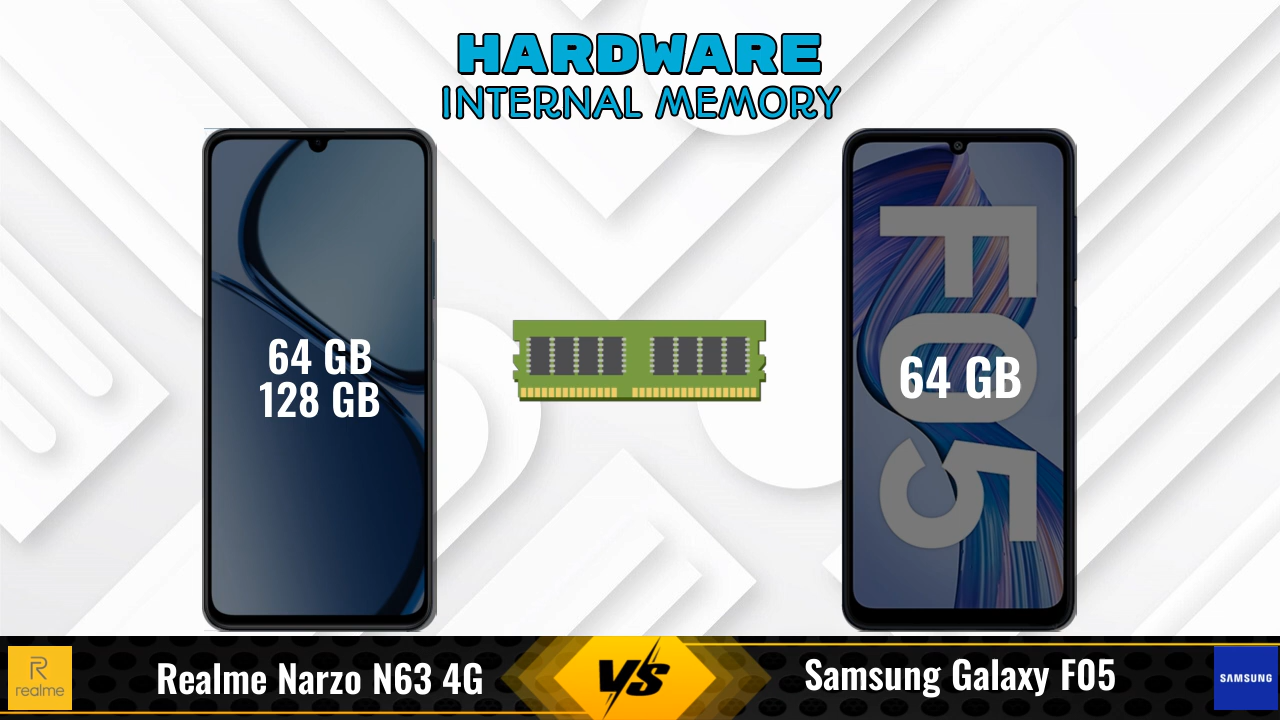 HARDWARE
INTERNAL MEMORY
64 GB
128 GB
F05
64 GB
R
realme
Realme Narzo N63 4G
VS
Samsung Galaxy F05
SAMSUNG